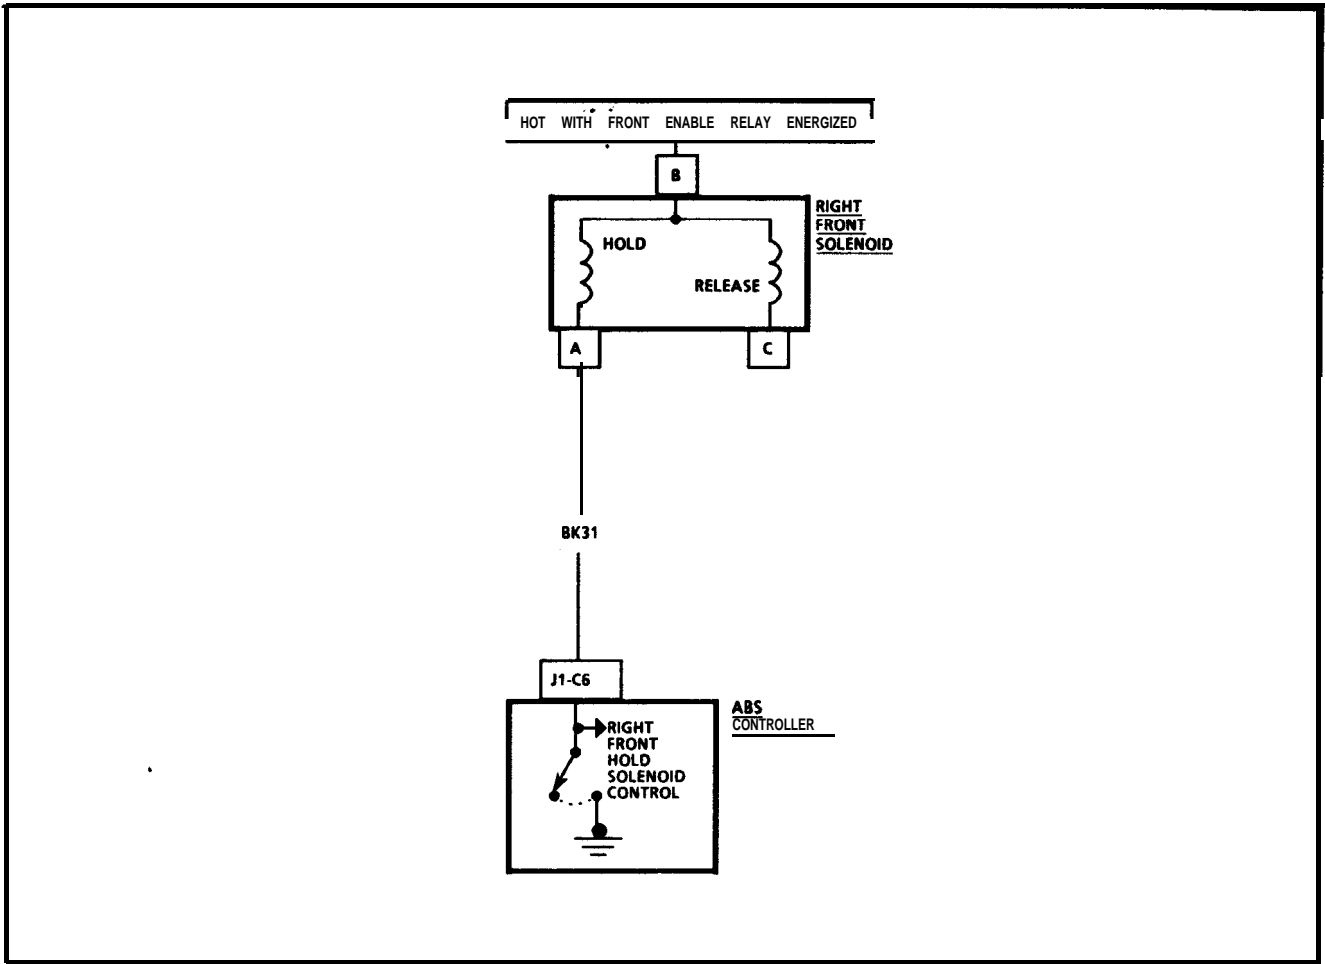 HOT WITH FRONT ENABLE RELAY ENERGIZED
B
RIGHT
FRONT
SOLENOID
HOLD
RELEASE
A
C
BK31
J1-C6
ABS
CONTROLLER
RIGHT
FRONT
HOLD
SOLENOID
CONTROL